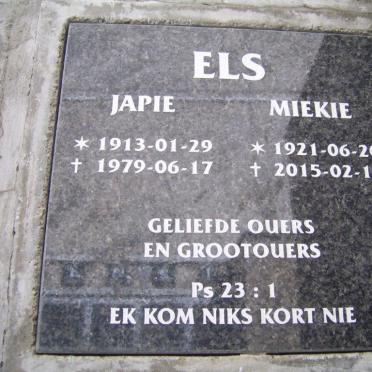 ELS
JAPIE MIEKIE
* 1913-01-29 * 1921-06-2
† 1979-06-17 † 2015-02-1
GELIEFDE OUERS
EN GROOTOUERS
Ps 23 : 1
EK KOM NIKS KORT NIE